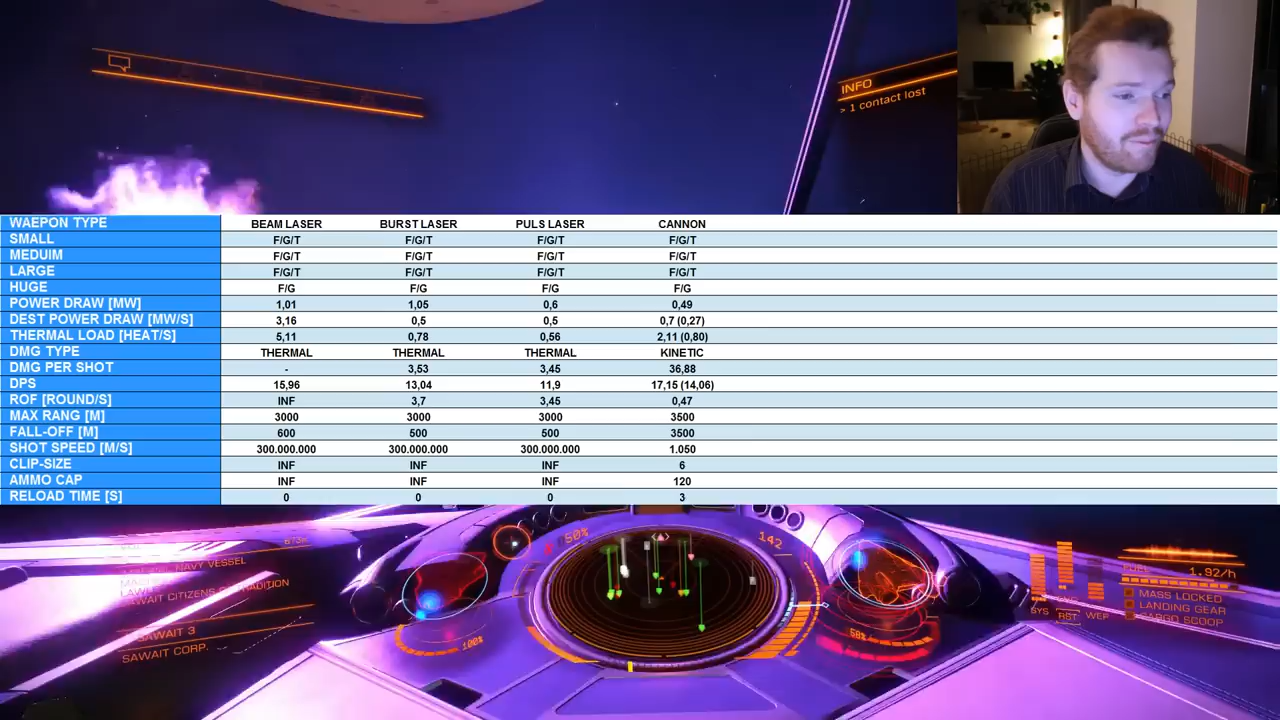 INFO
> 1 contact lost
WAEPON TYPE BEAM LASER BURST LASER PULS LASER CANNON
SMALL F/G/T F/G/T F/G/T F/G/T
MEDUIM F/G/T F/G/T F/G/T F/G/T
LARGE F/G/T F/G/T F/G/T F/G/T
HUGE F/G F/G F/G F/G
POWER DRAW [MW] 1,01 1,05 0,6 0,49
DEST POWER DRAW [MW/S] 3,16 0,5 0,5 0,7 (0,27)
THERMAL LOAD [HEAT/S] 5,11 0,78 0,56 2,11 (0,80)
DMG TYPE THERMAL THERMAL THERMAL KINETIC
DMG PER SHOT - 3,53 3,45 36,88
DPS 15,96 13,04 11,9 17,15 (14,06)
ROF [ROUND/S] INF 3,7 3,45 0,47
MAX RANG [M] 3000 3000 3000 3500
FALL-OFF [M] 600 500 500 3500
SHOT SPEED [M/S] 300.000.000 300.000.000 300.000.000 1.050
CLIP-SIZE INF INF INF 6
AMMO CAP INF INF INF 120
RELOAD TIME [S] 0 0 0 3
50% 142
NAVY VESSEL
SAWAIT 3
SAWAIT CORP.
100%
50%
SYS RST WEP
1.92/h
MASS LOCKED
LANDING GEAR
CARGO SCOOP